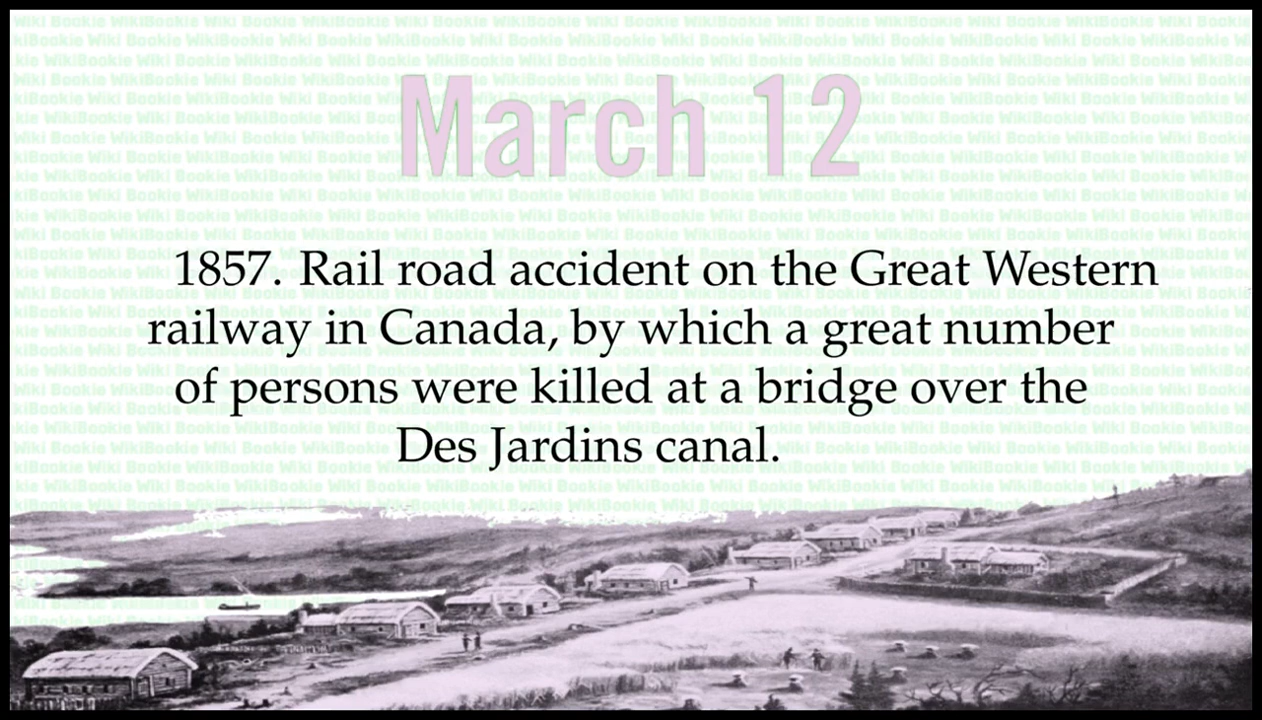 March 12
1857. Rail road accident on the Great Western
railway in Canada, by which a great number
of persons were killed at a bridge over the
Des Jardins canal.